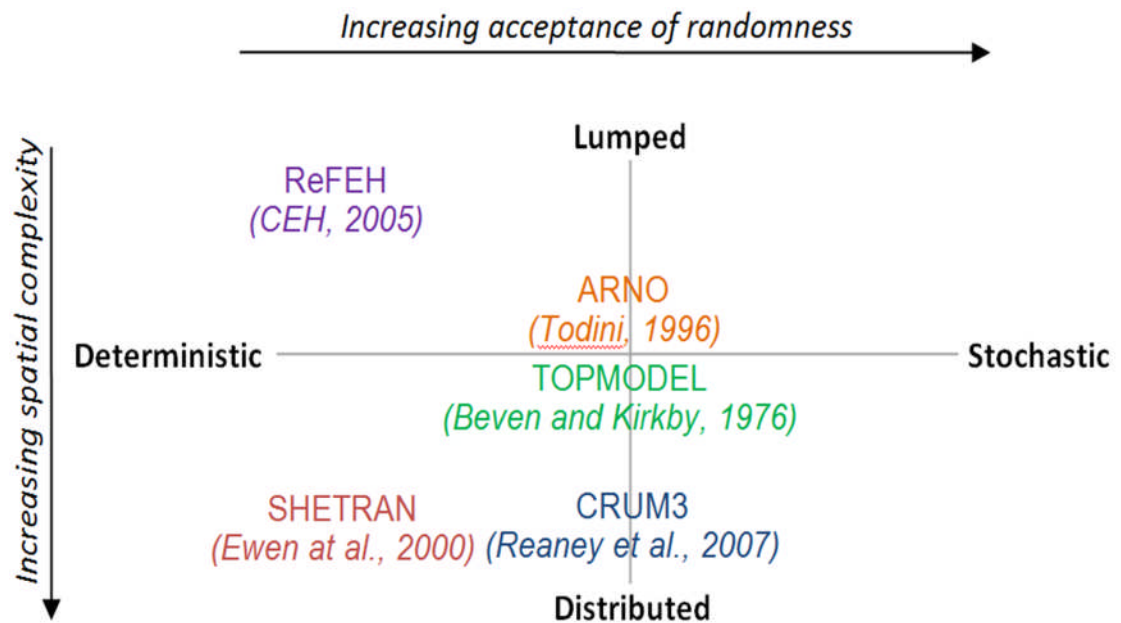 Increasing acceptance of randomness
Increasing spatial complexity
Lumped
ReFEH
(CEH, 2005)
ARNO
(Todini, 1996)
Deterministic
Stochastic
TOPMODEL
(Beven and Kirkby, 1976)
SHETRAN
(Ewen at al., 2000)
CRUM3
(Reaney et al., 2007)
Distributed